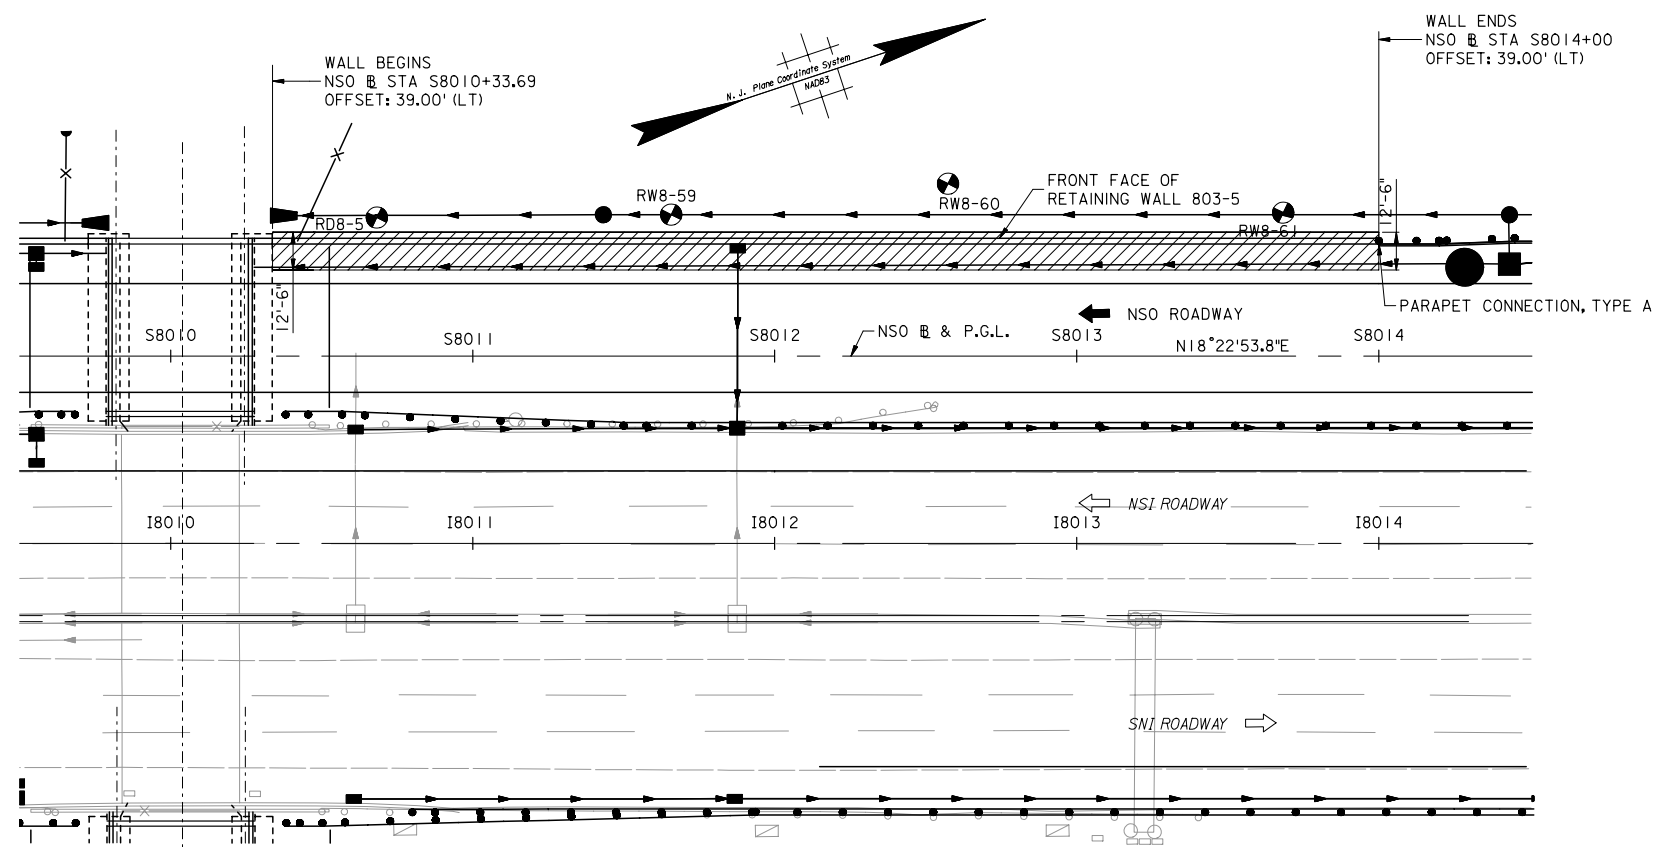 WALL ENDS
NSO ⅊ STA S8014+00
OFFSET: 39.00' (LT)
WALL BEGINS
NSO ⅊ STA S8010+33.69
OFFSET: 39.00' (LT)
N. J. Plane Coordinate System
NAD83
FRONT FACE OF
RETAINING WALL 803-5
RW8-59
RW8-60
RD8-5
RW8-61
12'-6"
12'-6"
PARAPET CONNECTION, TYPE A
NSO ROADWAY
NSO ⅊ & P.G.L.
S8010
S8011
S8012
S8013
S8014
N18°22'53.8"E
NSI ROADWAY
I8010
I8011
I8012
I8013
I8014
SNI ROADWAY